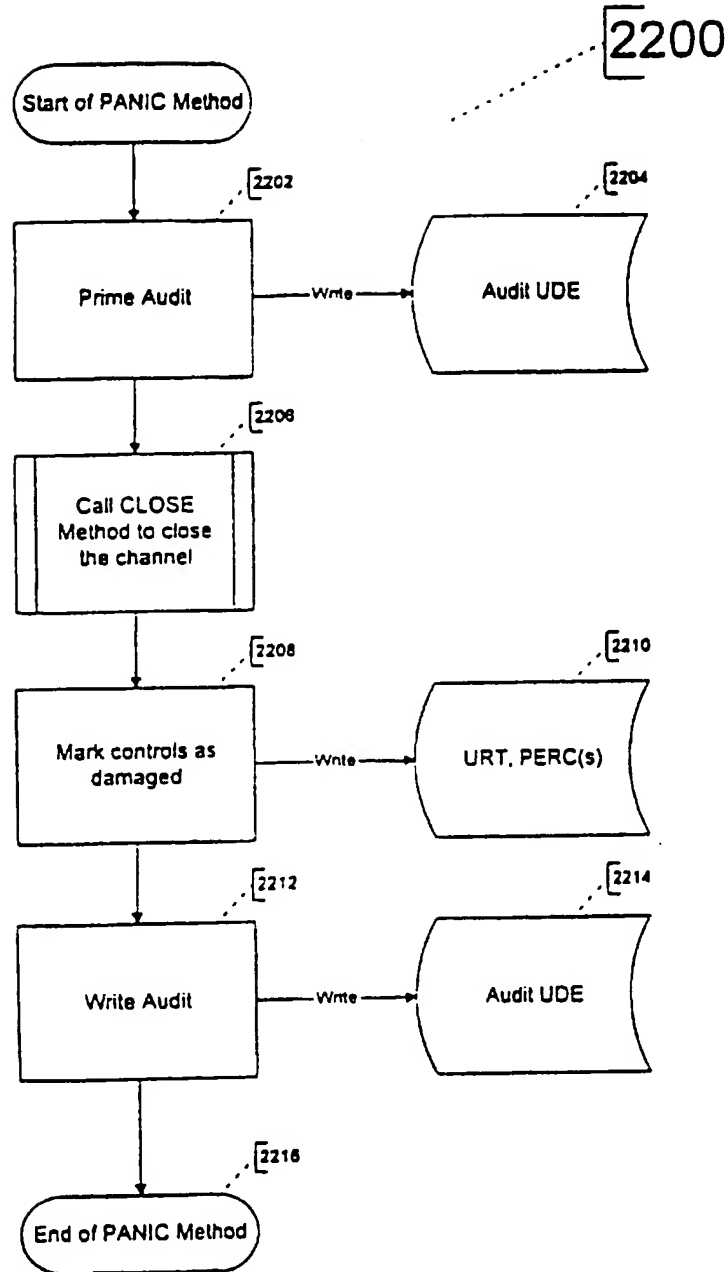 2200
Start of PANIC Method
2202
2204
Prime Audit
Write
Audit UDE
2206
Call CLOSE
Method to close
the channel
2208
2210
Mark controls as
damaged
Write
URT, PERC(s)
2212
2214
Write Audit
Write
Audit UDE
2216
End of PANIC Method